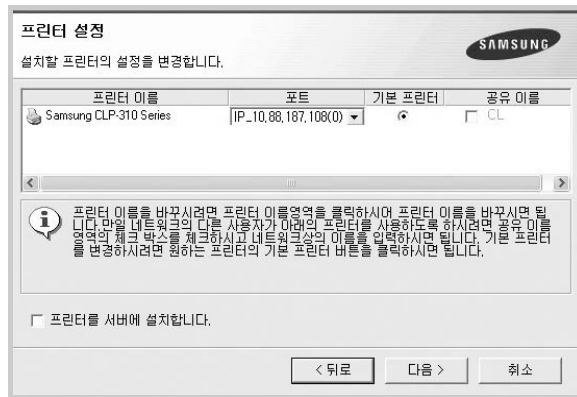 프린터 설정
설치할 프린터의 설정을 변경합니다.
SAMSUNG
프린터 이름 포트 기본 프린터 공유 이름
Samsung CLP-310 Series IP_10,88,187,108(0) CL
프린터 이름을 바꾸시려면 프린터 이름영역을 클릭하시어 프린터 이름을 바꾸시면 됩
니다.만일 네트워크의 다른 사용자가 아래의 프린터를 사용하도록 하시려면 공유 이름
영역의 체크 박스를 체크하시고 네트워크상의 이름을 입력하시면 됩니다. 기본 프린터
를 변경하시려면 원하는 프린터의 기본 프린터 버튼을 클릭하시면 됩니다.
프린터를 서버에 설치합니다.
< 뒤로 다음 > 취소